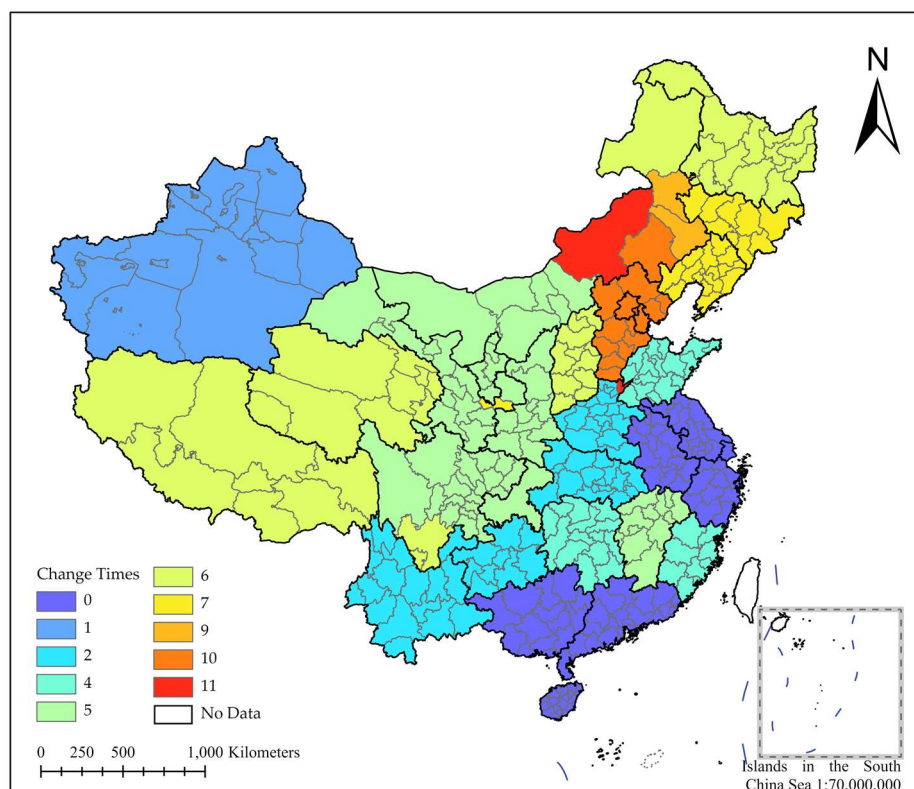 N
Change Times
0
1
2
4
5
6
7
9
10
11
No Data
0 250 500 1,000 Kilometers
Islands in the South
China Sea 1:70,000,000